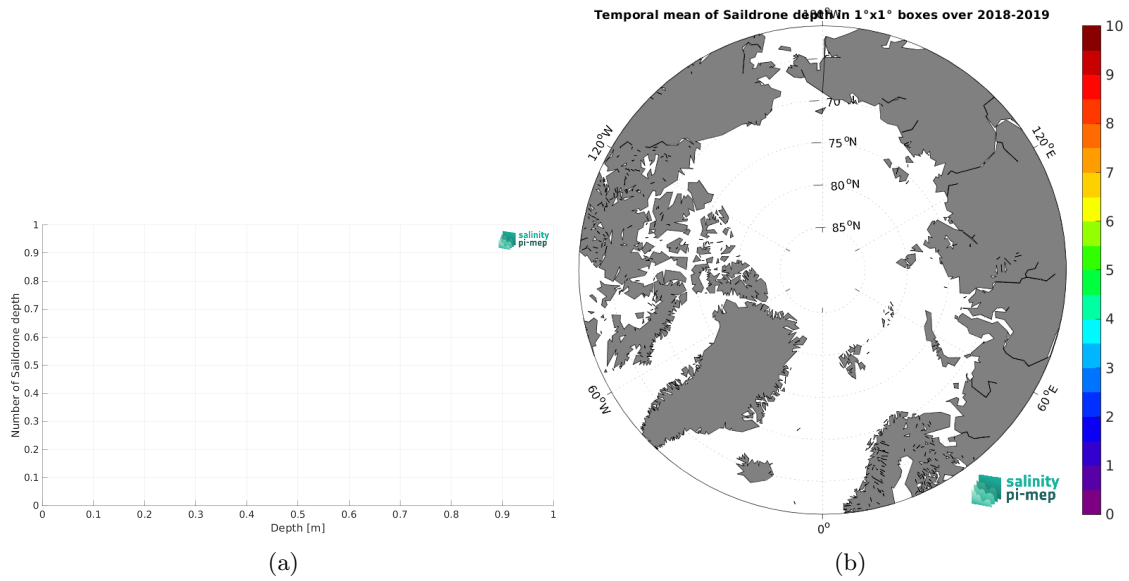 Temporal mean of Saildrone depth in 1°x1° boxes over 2018-2019
180°W
10
9
8
7
6
5
4
3
2
1
0
70°N
75°N
80°N
85°N
120°W
120°E
60°W
60°E
0°
salinity
pi-mep
1
0.9
0.8
0.7
0.6
0.5
0.4
0.3
0.2
0.1
0
Number of Saildrone depth
salinity
pi-mep
0 0.1 0.2 0.3 0.4 0.5 0.6 0.7 0.8 0.9 1
Depth [m]
(a)
(b)